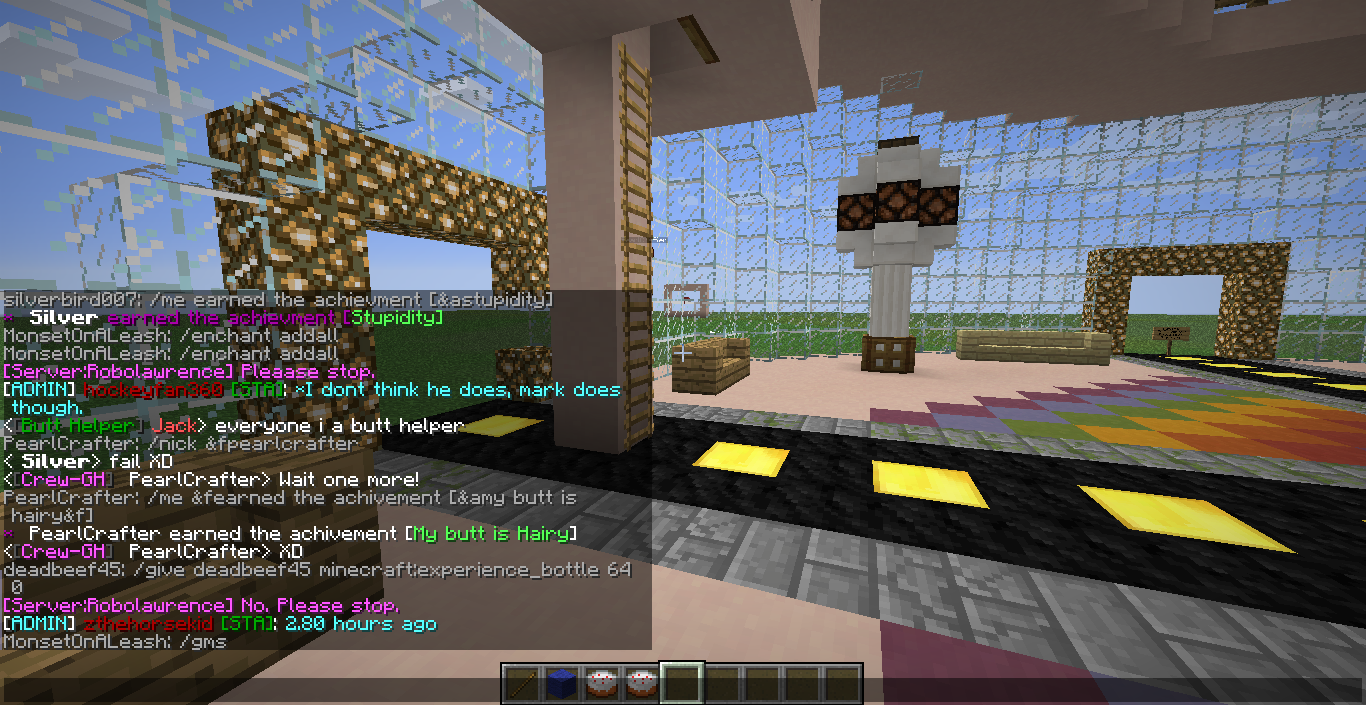 silverbird007: /me earned the achievment [&astupidity]
* Silver earned the achievment [Stupidity]
MonsetOnALeash: /enchant addall
MonsetOnALeash: /enchant addall
[Server:Robolawrence] Pleaase stop.
[ADMIN] hockeyfan360 [STA]: ×I dont think he does, mark does
though.
<[Butt Helper] Jack> everyone i a butt helper
PearlCrafter: /nick &fpearlcrafter
< Silver> fail XD
<[Crew-GH] PearlCrafter> Wait one more!
PearlCrafter: /me &fearned the achivement [&amy butt is
hairy&f]
* PearlCrafter earned the achivement [My butt is Hairy]
<[Crew-GH] PearlCrafter> XD
deadbeef45: /give deadbeef45 minecraft:experience_bottle 64
0
[Server:Robolawrence] No. Please stop.
[ADMIN] zthehorsekid [STA]: 2.80 hours ago
MonsetOnALeash: /gms